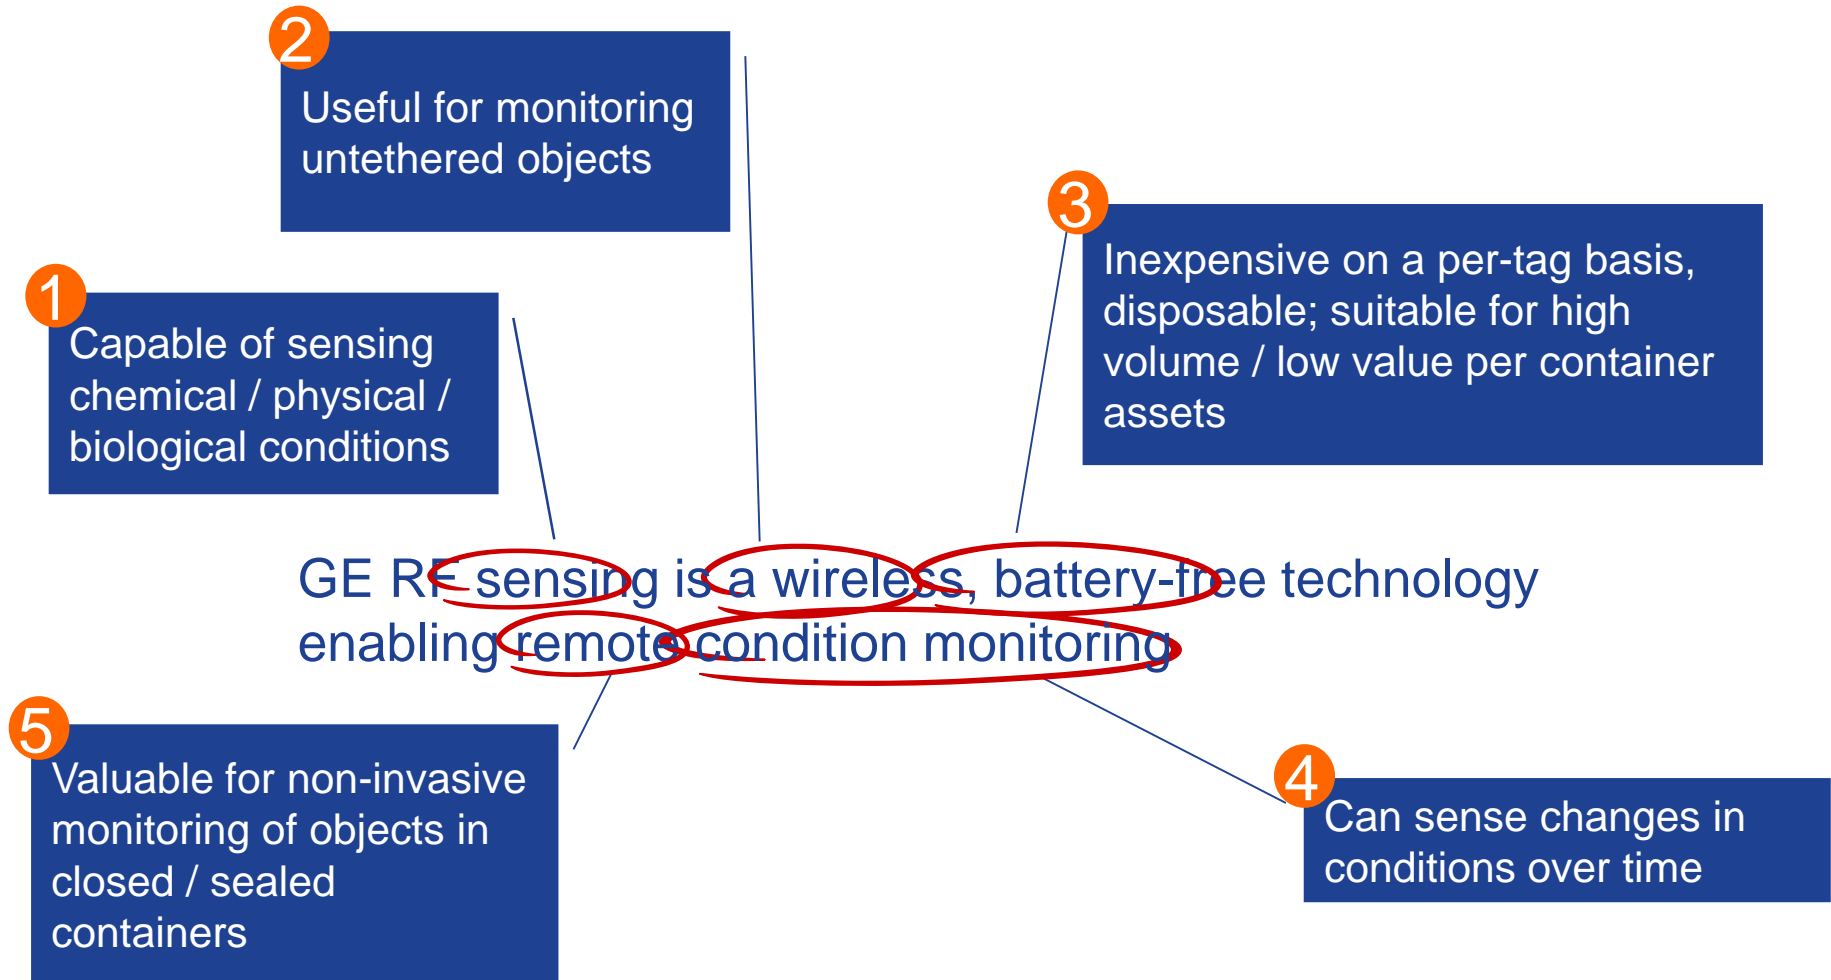 2
Useful for monitoring
untethered objects
3
Inexpensive on a per-tag basis,
disposable; suitable for high
volume / low value per container
assets
1
Capable of sensing
chemical / physical /
biological conditions
GE RF sensing is a wireless, battery-free technology
enabling remote condition monitoring
5
Valuable for non-invasive
monitoring of objects in
closed / sealed
containers
4
Can sense changes in
conditions over time